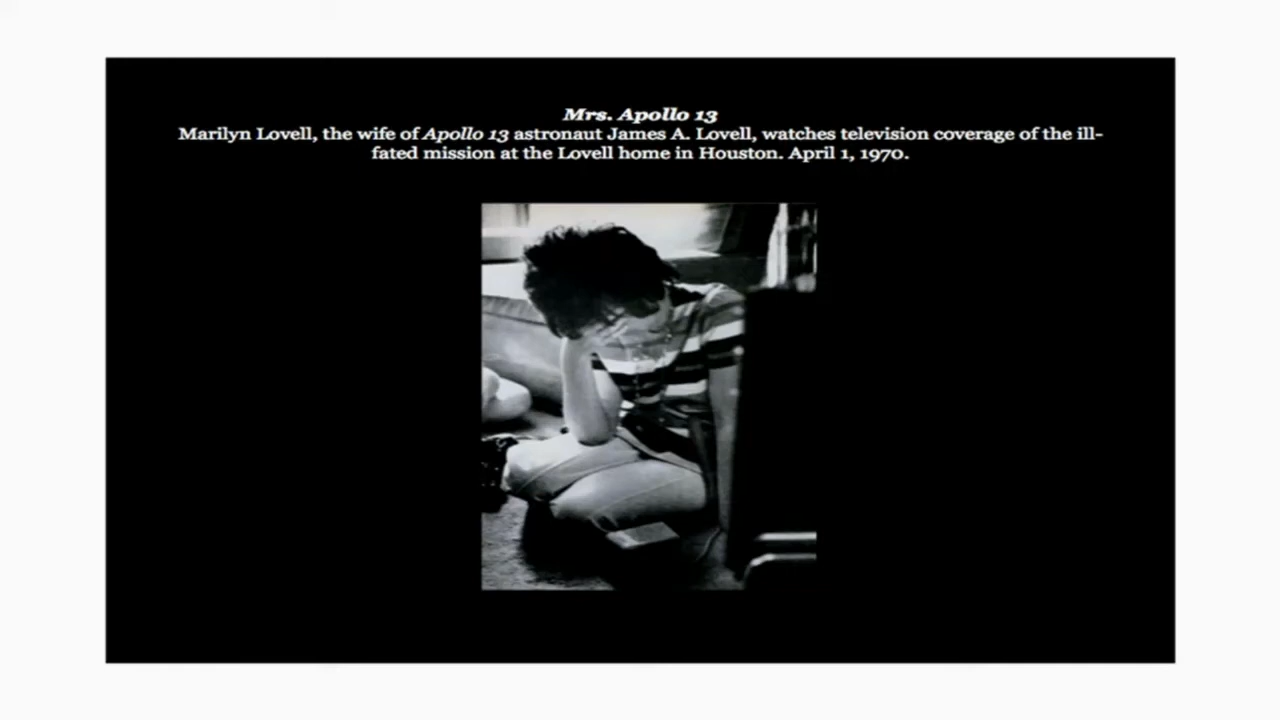 Mrs. Apollo 13
Marilyn Lovell, the wife of Apollo 13 astronaut James A. Lovell, watches television coverage of the ill-
fated mission at the Lovell home in Houston. April 1, 1970.